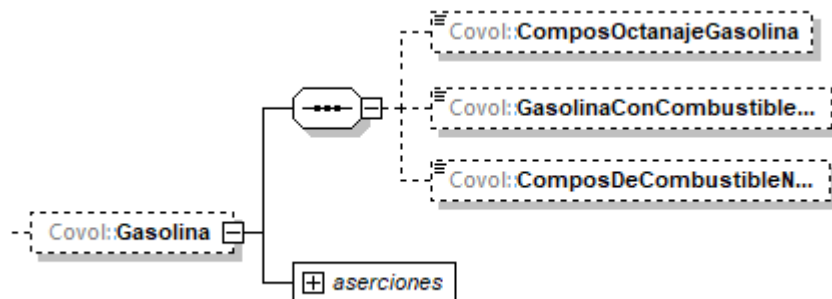 Covol::ComposOctanajeGasolina
Covol::GasolinaConCombustible...
Covol::ComposDeCombustibleN...
Covol::Gasolina
aserciones